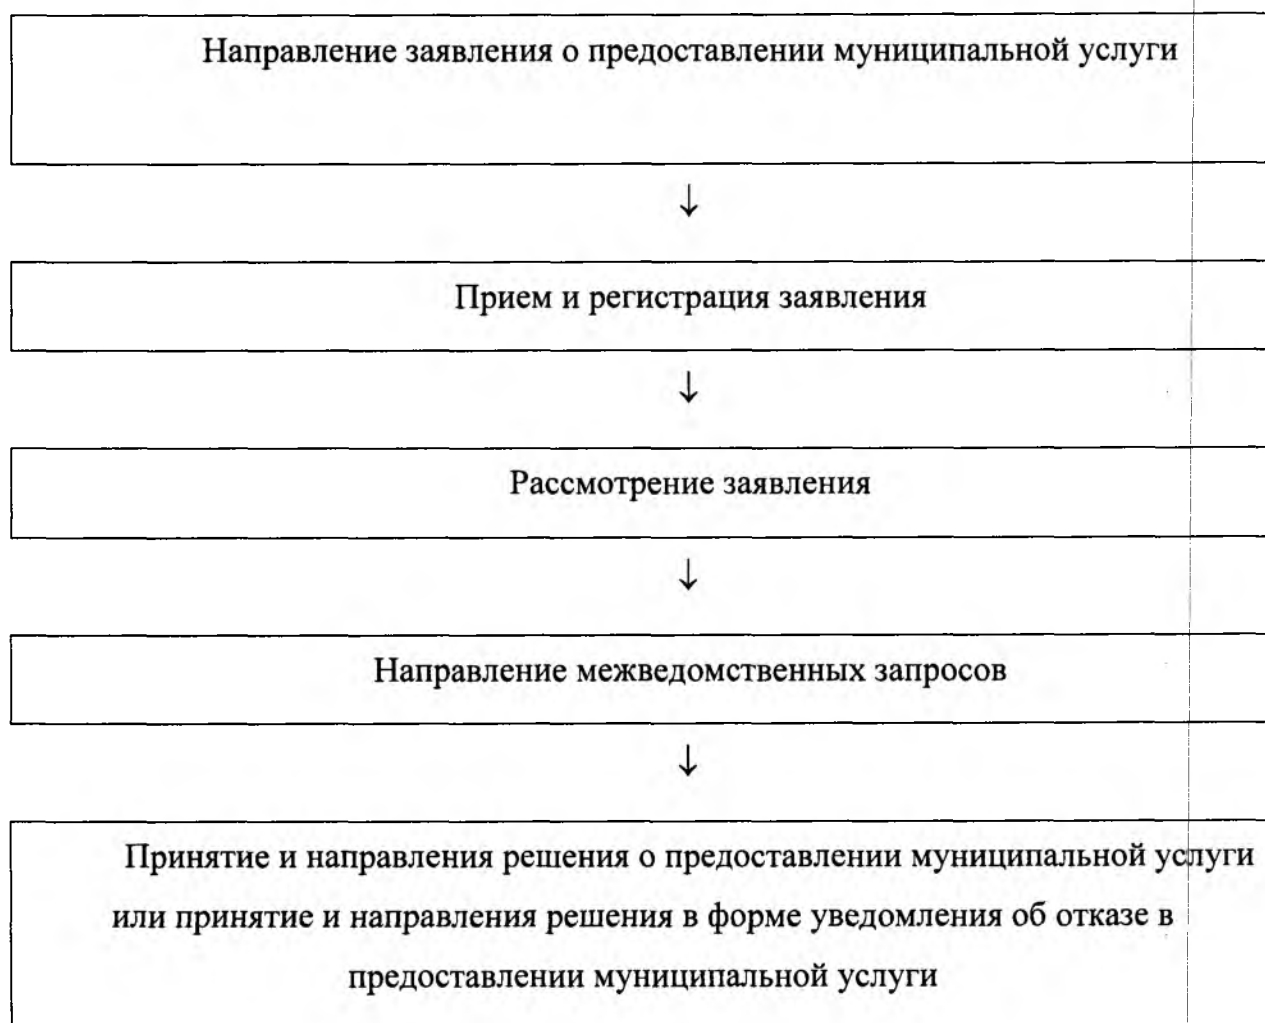 Направление заявления о предоставлении муниципальной услуги
↓
Прием и регистрация заявления
↓
Рассмотрение заявления
↓
Направление межведомственных запросов
↓
Принятие и направления решения о предоставлении муниципальной услуги
или принятие и направления решения в форме уведомления об отказе в
предоставлении муниципальной услуги